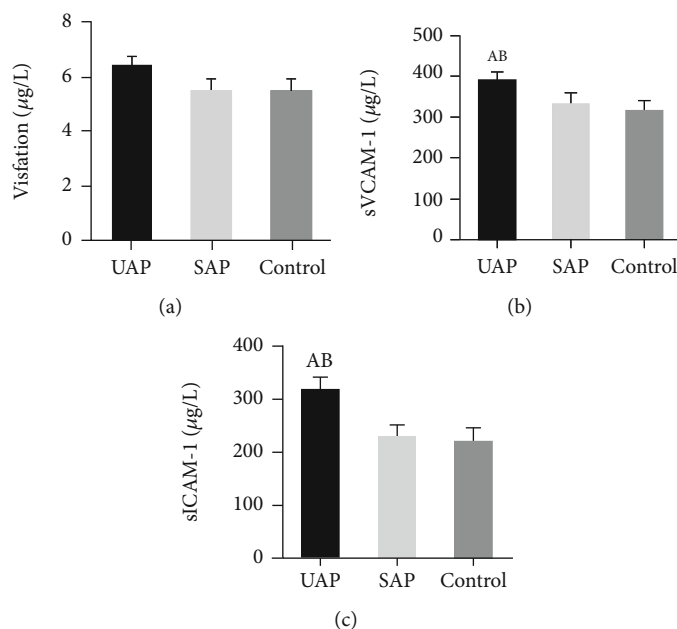 8
6
4
2
0
Visfation (μg/L)
UAP SAP Control
(a)
500
400
300
200
100
0
sVCAM-1 (μg/L)
AB
UAP SAP Control
(b)
400
300
200
100
0
sICAM-1 (μg/L)
AB
UAP SAP Control
(c)